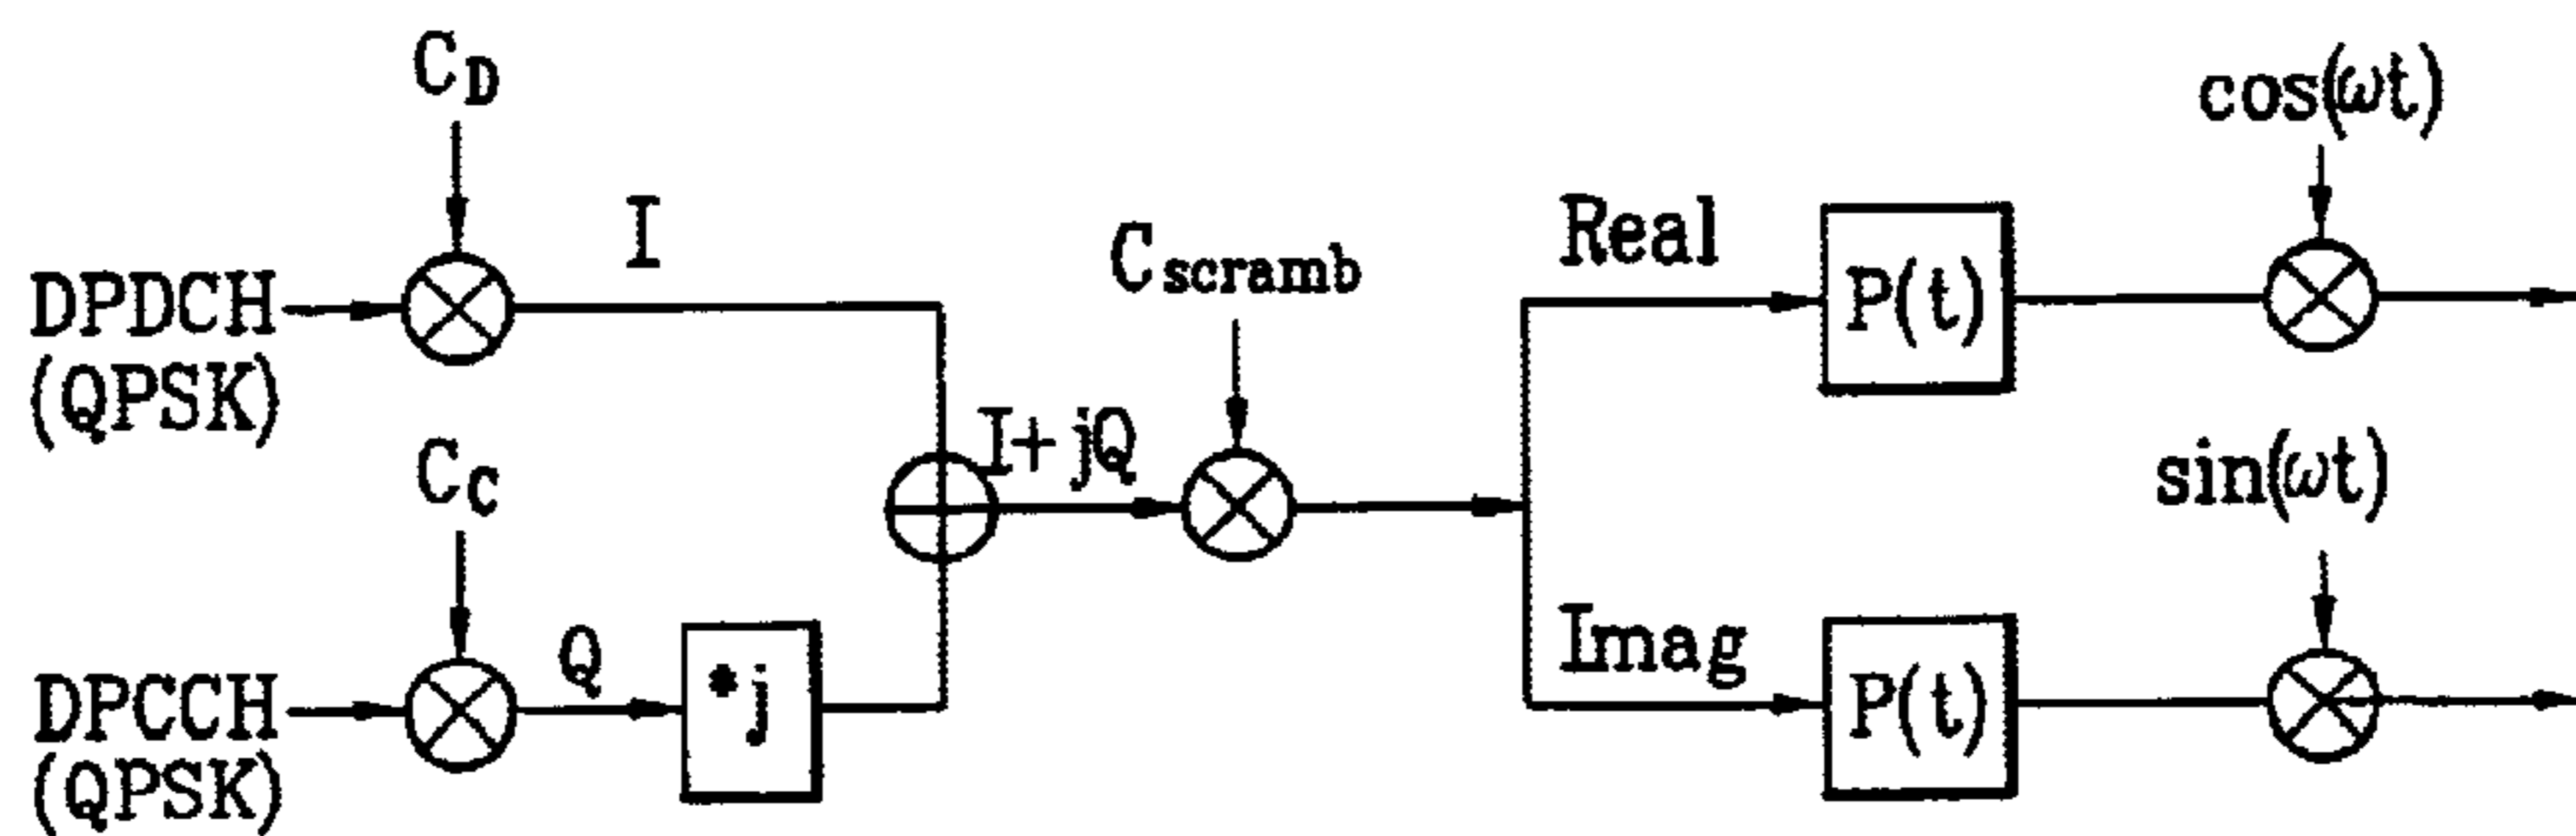 C_D
I
DPDCH
(QPSK)
C_C
Q
*j
DPCCH
(QPSK)
I+jQ
C_scramb
Real
P(t)
cos(ωt)
Imag
P(t)
sin(ωt)